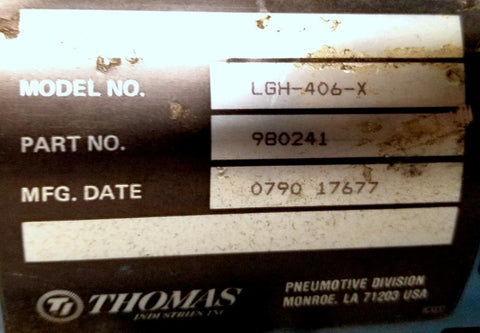 MODEL NO. LGH-406-X
PART NO. 980241
MFG. DATE 0790 17677
TI THOMAS
INDUSTRIES INC
PNEUMOTIVE DIVISION
MONROE, LA 71203 USA